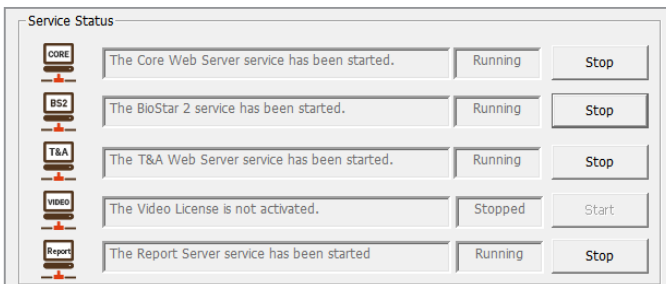 Service Status
CORE The Core Web Server service has been started. Running Stop
BS2 The BioStar 2 service has been started. Running Stop
T&A The T&A Web Server service has been started. Running Stop
VIDEO The Video License is not activated. Stopped Start
Report The Report Server service has been started Running Stop